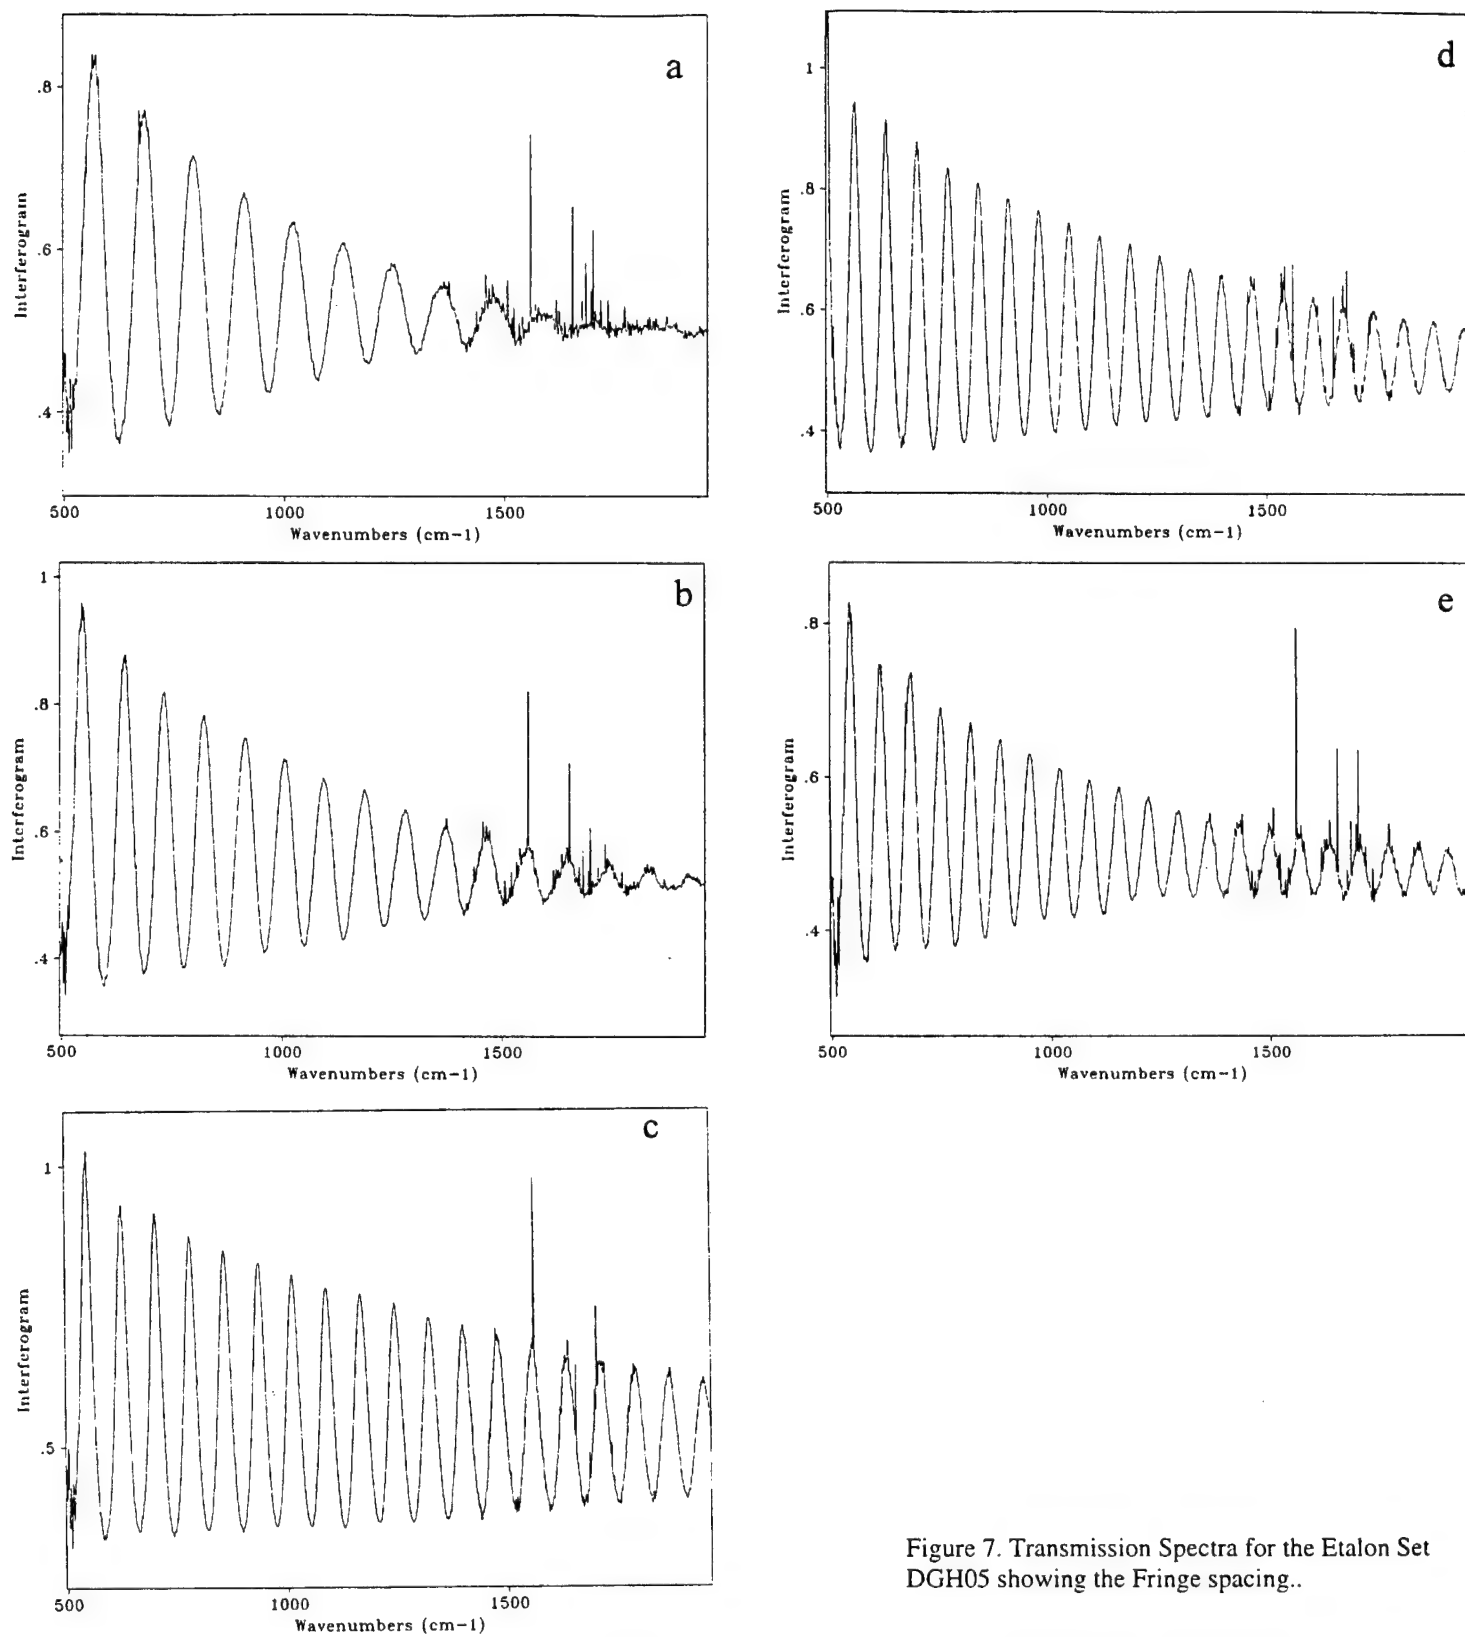 a
.8
.6
.4
Interferogram
500
1000
1500
Wavenumbers (cm-1)
b
1
.8
.6
.4
Interferogram
500
1000
1500
Wavenumbers (cm-1)
c
1
.5
Interferogram
500
1000
1500
Wavenumbers (cm-1)
d
1
.8
.6
.4
Interferogram
500
1000
1500
Wavenumbers (cm-1)
e
.8
.6
.4
Interferogram
500
1000
1500
Wavenumbers (cm-1)
Figure 7. Transmission Spectra for the Etalon Set
DGH05 showing the Fringe spacing..